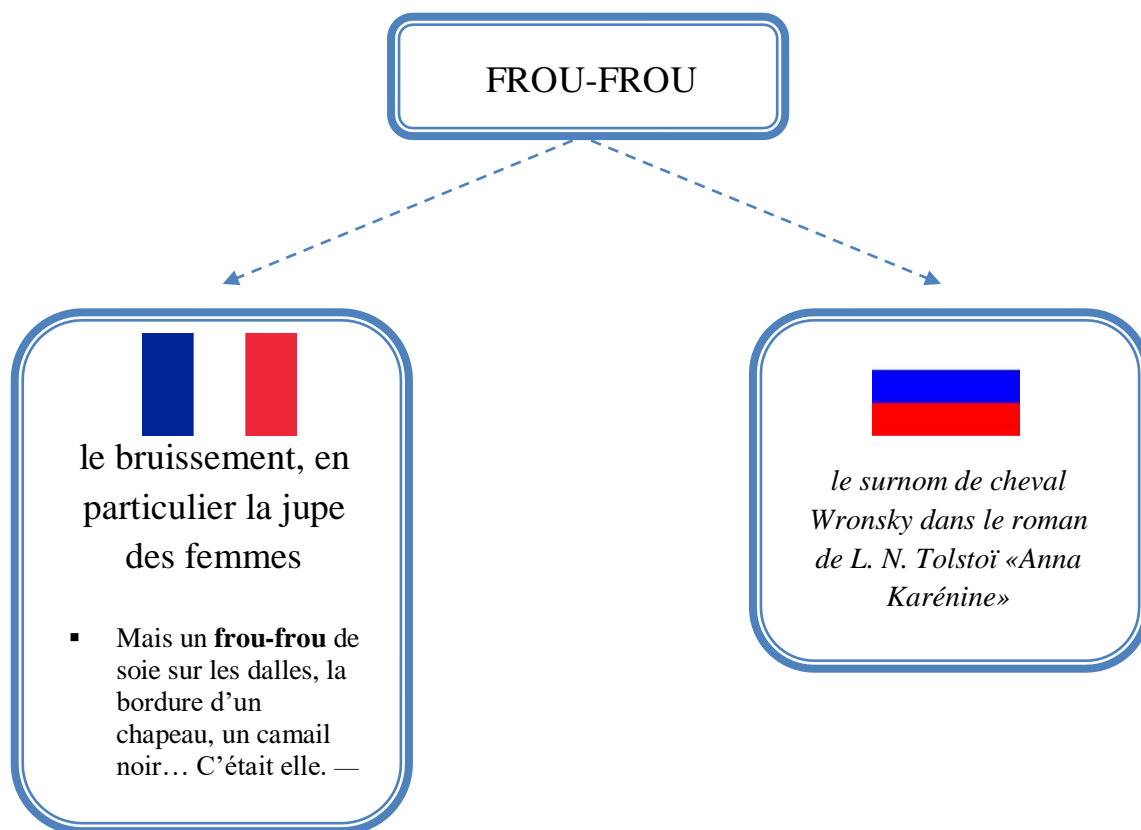 FROU-FROU
le bruissement, en
particulier la jupe
des femmes
▪ Mais un frou-frou de
soie sur les dalles, la
bordure d’un
chapeau, un camail
noir… C’était elle. —
le surnom de cheval
Wronsky dans le roman
de L. N. Tolstoï «Anna
Karénine»